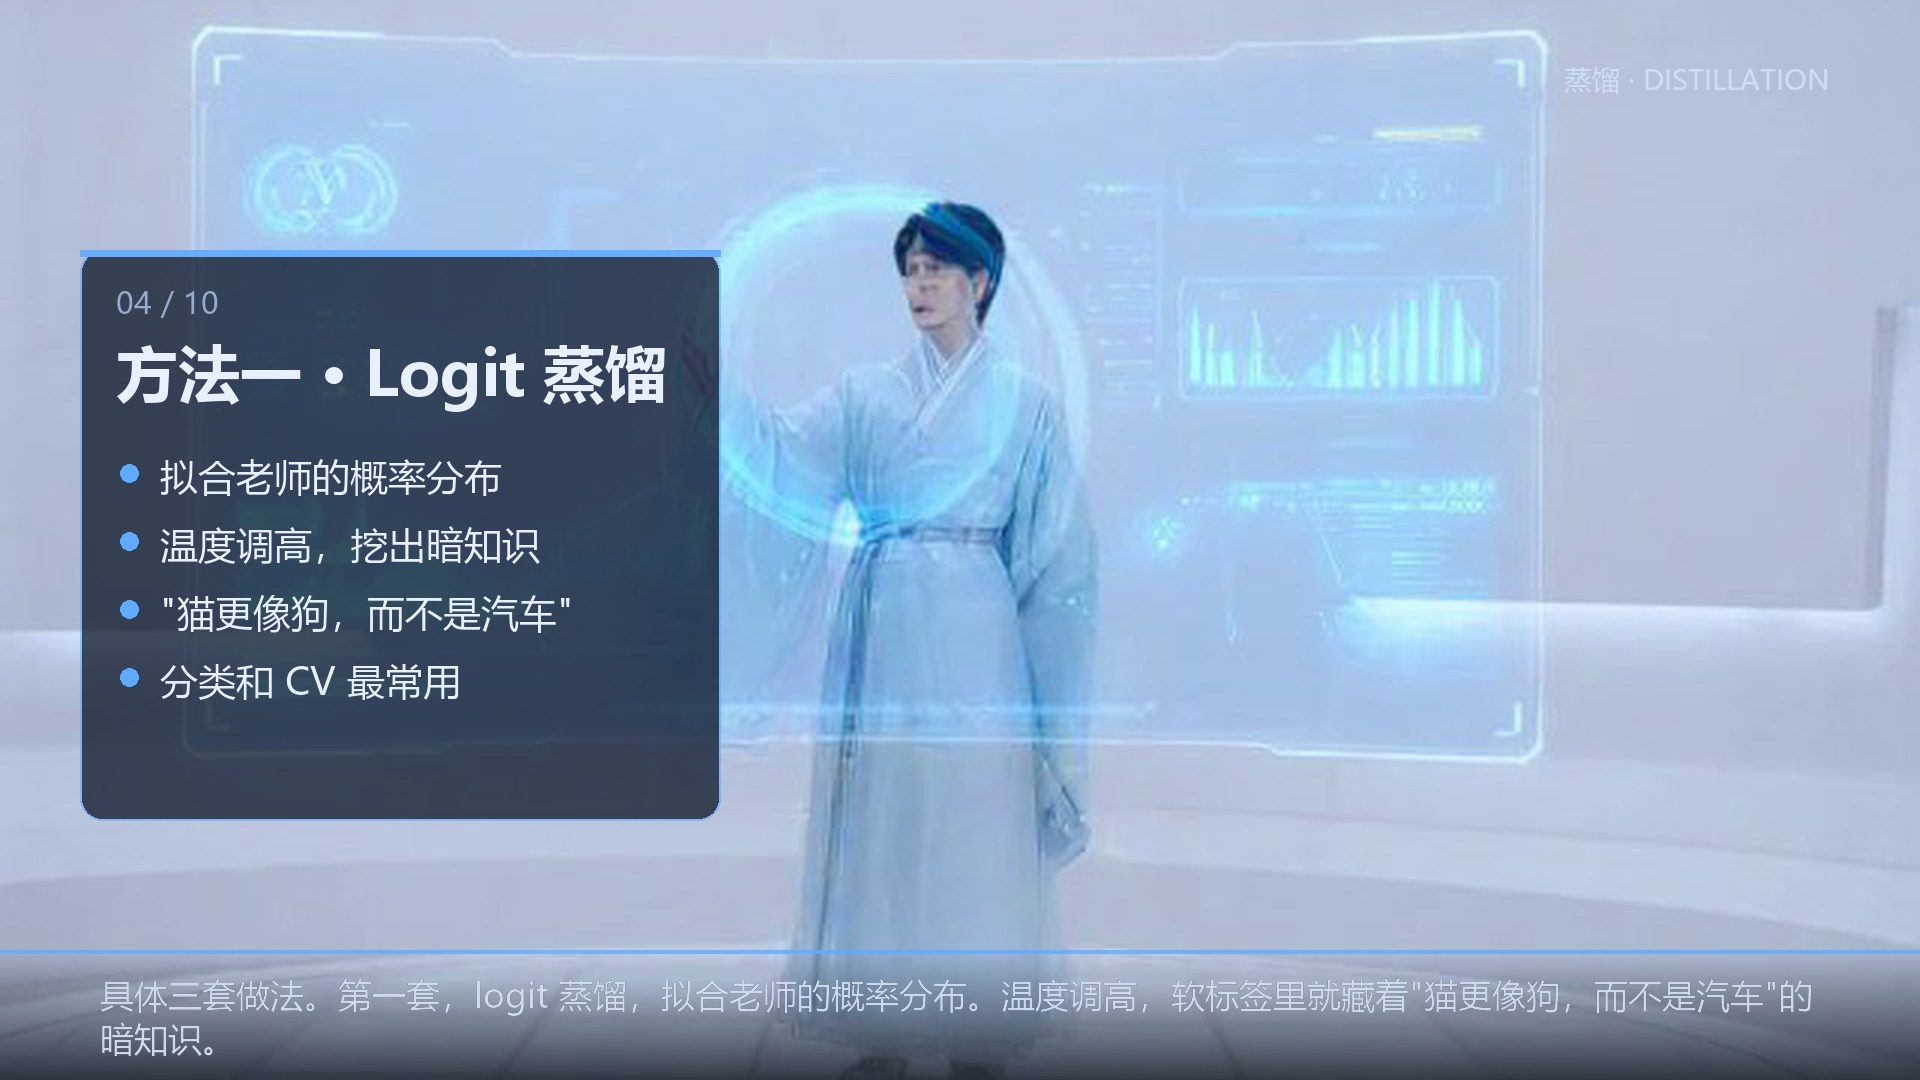 蒸馏 · DISTILLATION
04 / 10
方法一 • Logit 蒸馏
拟合老师的概率分布
温度调高，挖出暗知识
"猫更像狗，而不是汽车"
分类和 CV 最常用
具体三套做法。第一套，logit 蒸馏，拟合老师的概率分布。温度调高，软标签里就藏着"猫更像狗，而不是汽车"的
暗知识。